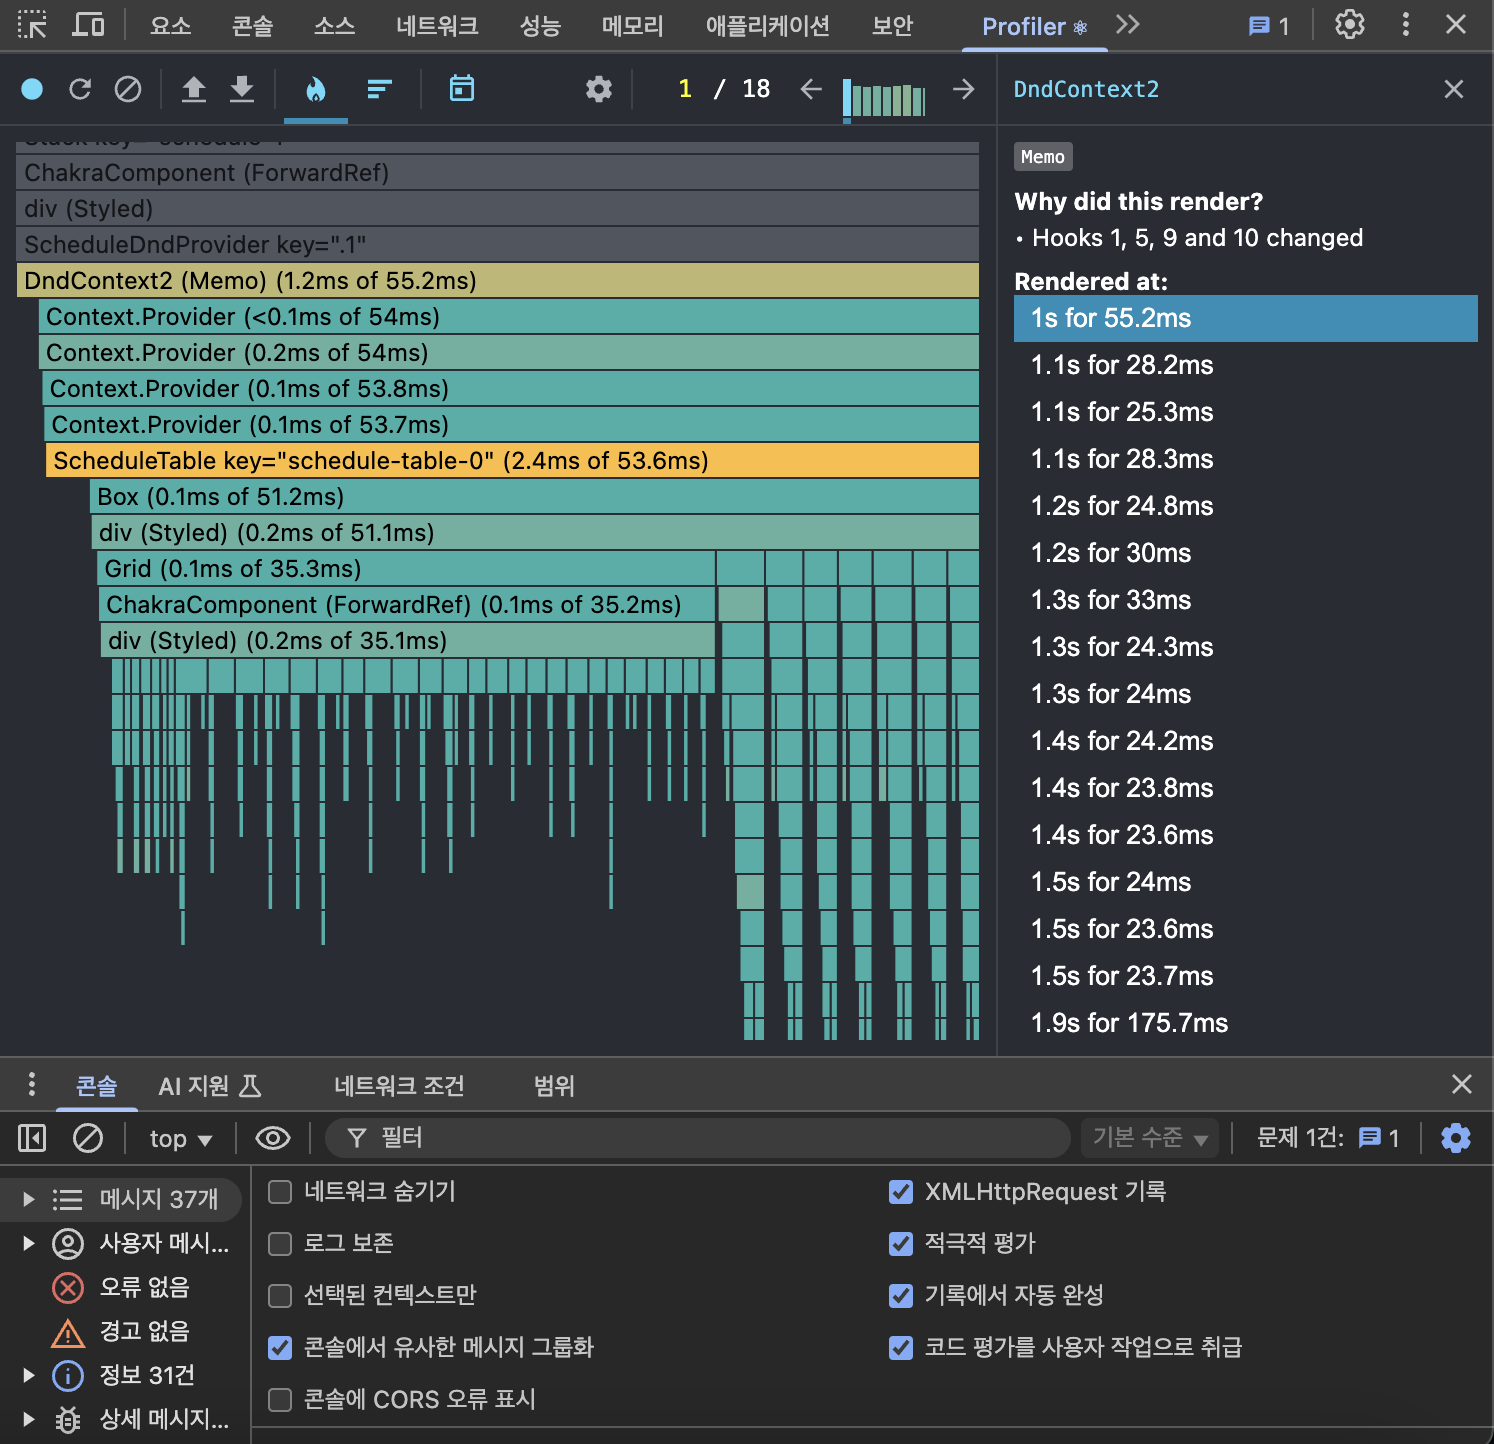 요소 콘솔 소스 네트워크 성능 메모리 애플리케이션 보안 Profiler ⚛ 1
1 / 18
DndContext2
ChakraComponent (ForwardRef)
div (Styled)
ScheduleDndProvider key=".1"
DndContext2 (Memo) (1.2ms of 55.2ms)
Context.Provider (<0.1ms of 54ms)
Context.Provider (0.2ms of 54ms)
Context.Provider (0.1ms of 53.8ms)
Context.Provider (0.1ms of 53.7ms)
ScheduleTable key="schedule-table-0" (2.4ms of 53.6ms)
Box (0.1ms of 51.2ms)
div (Styled) (0.2ms of 51.1ms)
Grid (0.1ms of 35.3ms)
ChakraComponent (ForwardRef) (0.1ms of 35.2ms)
div (Styled) (0.2ms of 35.1ms)
Memo
Why did this render?
• Hooks 1, 5, 9 and 10 changed
Rendered at:
1s for 55.2ms
1.1s for 28.2ms
1.1s for 25.3ms
1.1s for 28.3ms
1.2s for 24.8ms
1.2s for 30ms
1.3s for 33ms
1.3s for 24.3ms
1.3s for 24ms
1.4s for 24.2ms
1.4s for 23.8ms
1.4s for 23.6ms
1.5s for 24ms
1.5s for 23.6ms
1.5s for 23.7ms
1.9s for 175.7ms
콘솔 AI 지원 네트워크 조건 범위
top ▼ 필터 기본 수준 ▼ 문제 1건: 1
메시지 37개
사용자 메시...
오류 없음
경고 없음
정보 31건
상세 메시지...
네트워크 숨기기
로그 보존
선택된 컨텍스트만
콘솔에서 유사한 메시지 그룹화
콘솔에 CORS 오류 표시
XMLHttpRequest 기록
적극적 평가
기록에서 자동 완성
코드 평가를 사용자 작업으로 취급